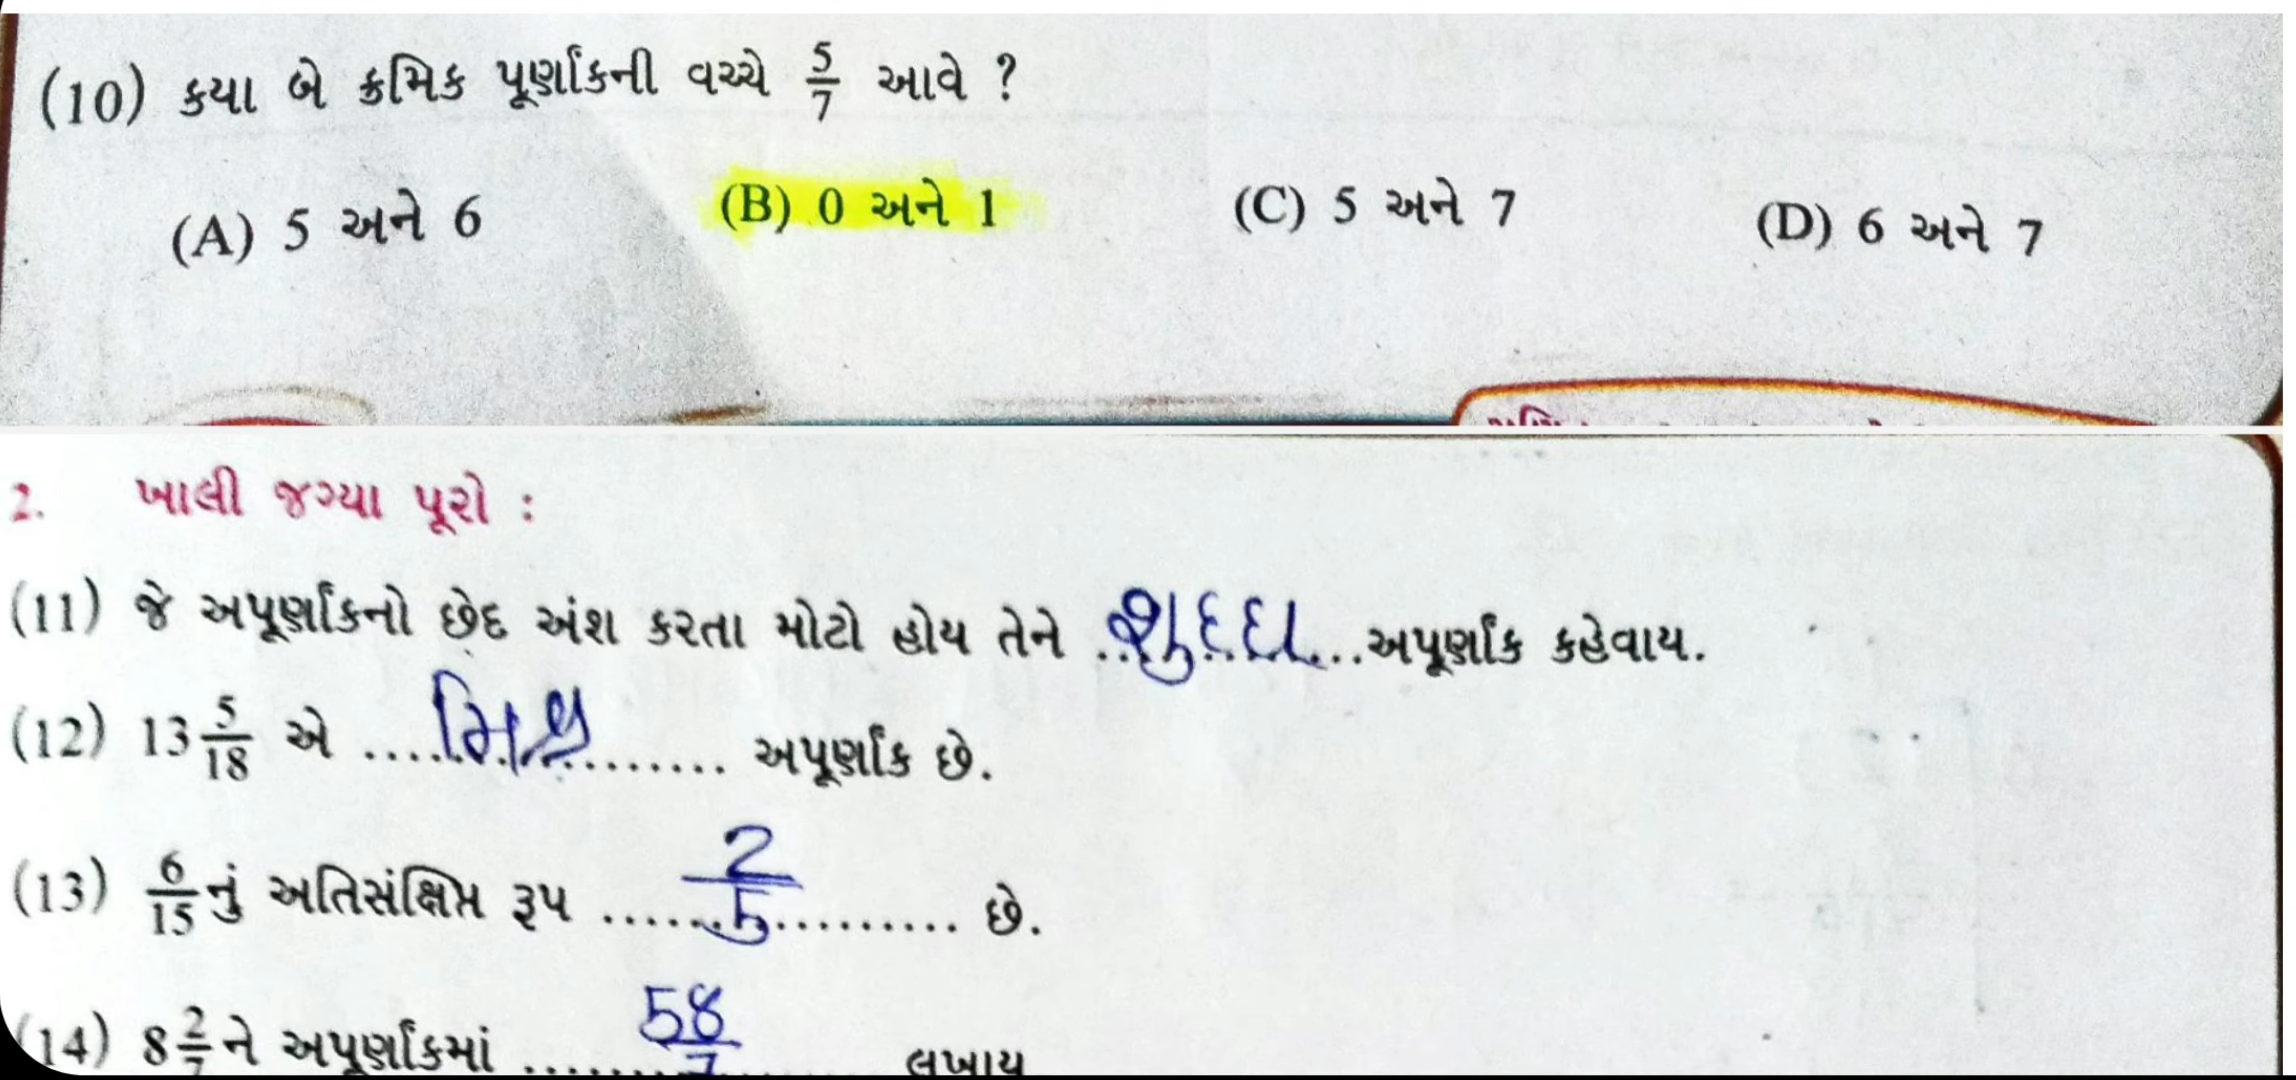 (10) કયા બે ક્રમિક પૂર્ણાંકની વચ્ચે 5/7 આવે ?
(A) 5 અને 6 (B) 0 અને 1 (C) 5 અને 7 (D) 6 અને 7
2. ખાલી જગ્યા પૂરો :
(11) જે અપૂર્ણાંકનો છેદ અંશ કરતા મોટો હોય તેને ..શુદ્ધ...અપૂર્ણાંક કહેવાય.
(12) 13 5/18 એ ....મિશ્ર........ અપૂર્ણાંક છે.
(13) 6/15નું અતિસંક્ષિપ્ત રૂપ ......2/5.......... છે.
(14) 8 2/7ને અપૂર્ણાંકમાં ......58/7...... લખાય